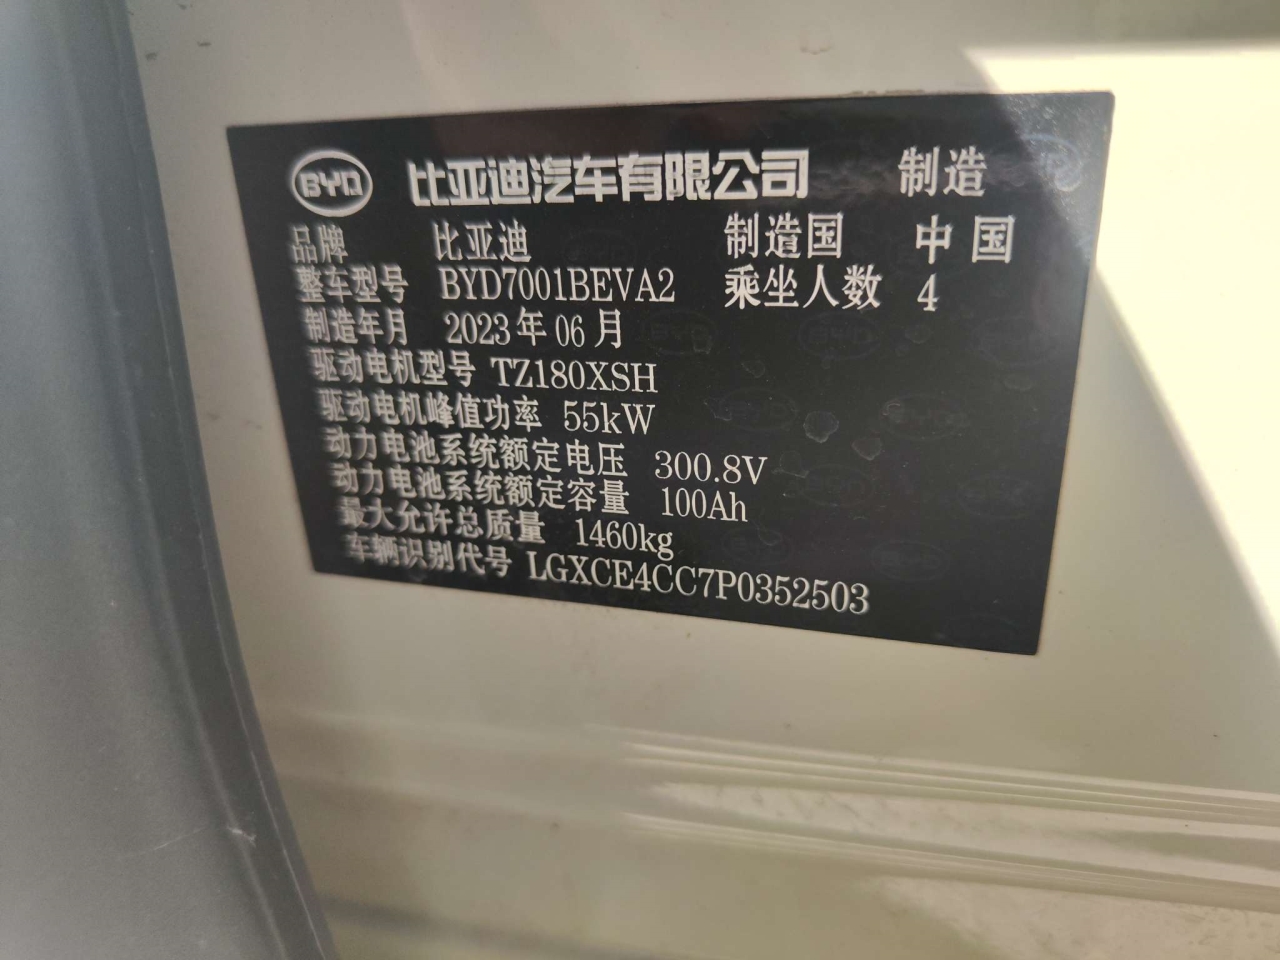 BYD 比亚迪汽车有限公司 制造
品牌 比亚迪 制造国 中国
整车型号 BYD7001BEVA2 乘坐人数 4
制造年月 2023年06月
驱动电机型号 TZ180XSH
驱动电机峰值功率 55kW
动力电池系统额定电压 300.8V
动力电池系统额定容量 100Ah
最大允许总质量 1460kg
车辆识别代号 LGXCE4CC7P0352503